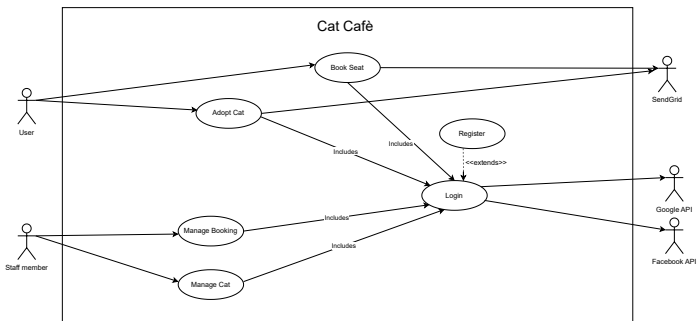 Cat Cafè
Book Seat
SendGrid
Adopt Cat
User
Register
Includes
Includes
<<extends>>
Login
Google API
Includes
Manage Booking
Includes
Staff member
Facebook API
Manage Cat